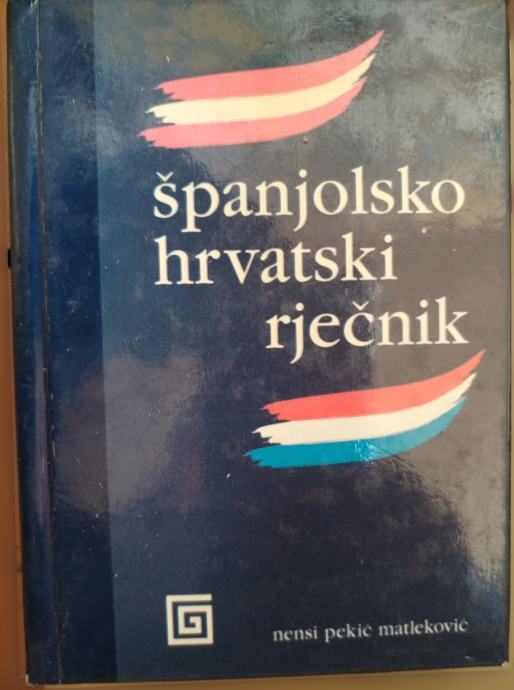 španjolsko
hrvatski
rječnik
nensi pekić matleković